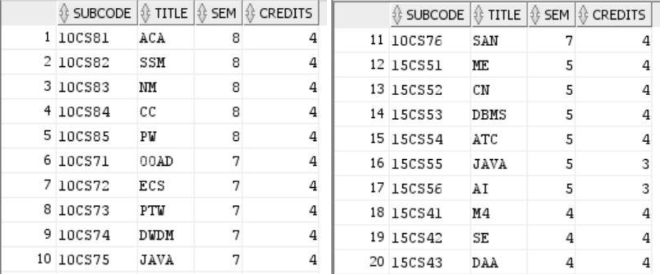 SUBCODE TITLE SEM CREDITS
1 10CS81 ACA 8 4
2 10CS82 SSM 8 4
3 10CS83 NM 8 4
4 10CS84 CC 8 4
5 10CS85 PW 8 4
6 10CS71 OOAD 7 4
7 10CS72 ECS 7 4
8 10CS73 PTW 7 4
9 10CS74 DWDM 7 4
10 10CS75 JAVA 7 4
SUBCODE TITLE SEM CREDITS
11 10CS76 SAN 7 4
12 15CS51 ME 5 4
13 15CS52 CN 5 4
14 15CS53 DBMS 5 4
15 15CS54 ATC 5 4
16 15CS55 JAVA 5 3
17 15CS56 AI 5 3
18 15CS41 M4 4 4
19 15CS42 SE 4 4
20 15CS43 DAA 4 4